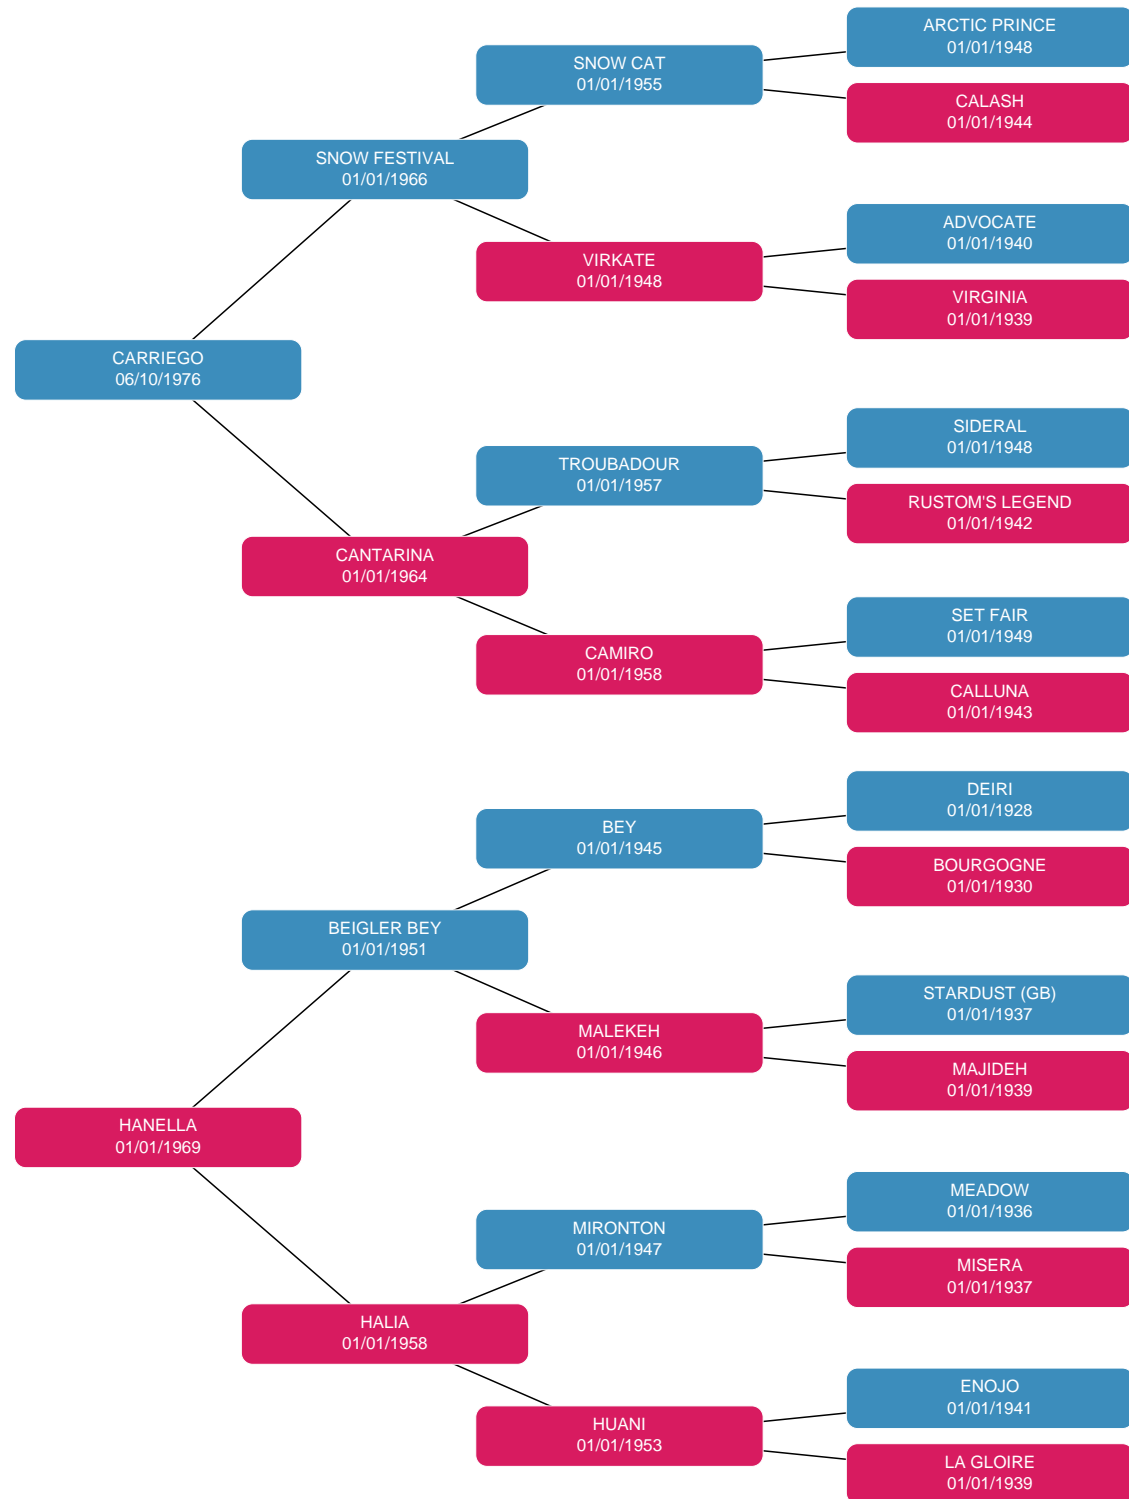 ARCTIC PRINCE
01/01/1948
SNOW CAT
01/01/1955
CALASH
01/01/1944
SNOW FESTIVAL
01/01/1966
ADVOCATE
01/01/1940
VIRKATE
01/01/1948
VIRGINIA
01/01/1939
CARRIEGO
06/10/1976
SIDERAL
01/01/1948
TROUBADOUR
01/01/1957
RUSTOM'S LEGEND
01/01/1942
CANTARINA
01/01/1964
SET FAIR
01/01/1949
CAMIRO
01/01/1958
CALLUNA
01/01/1943
DEIRI
01/01/1928
BEY
01/01/1945
BOURGOGNE
01/01/1930
BEIGLER BEY
01/01/1951
STARDUST (GB)
01/01/1937
MALEKEH
01/01/1946
MAJIDEH
01/01/1939
HANELLA
01/01/1969
MEADOW
01/01/1936
MIRONTON
01/01/1947
MISERA
01/01/1937
HALIA
01/01/1958
ENOJO
01/01/1941
HUANI
01/01/1953
LA GLOIRE
01/01/1939